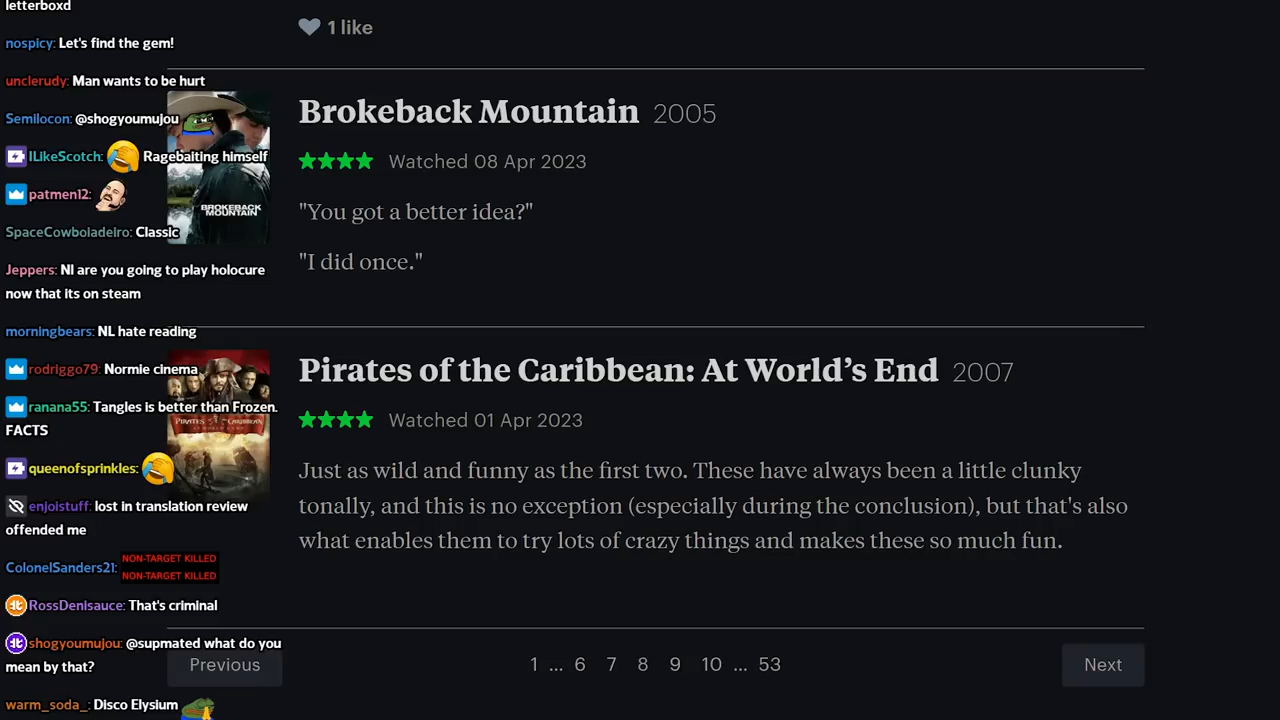 letterboxd
nospicy: Let's find the gem!
unclerudy: Man wants to be hurt
Semilocon: @shogyoumujou
ILikeScotch: Ragebaiting himself
patmen12:
SpaceCowboladeiro: Classic
Jeppers: Nl are you going to play holocure
now that its on steam
morningbears: NL hate reading
rodriggo79: Normie cinema
ranana55: Tangles is better than Frozen.
FACTS
queenofsprinkles:
enjoistuff: lost in translation review
offended me
ColonelSanders21: NON-TARGET KILLED
NON-TARGET KILLED
RossDenisauce: That's criminal
shogyoumujou: @supmated what do you
mean by that?
warm_soda_: Disco Elysium
1 like
BROKEBACK
MOUNTAIN
Brokeback Mountain 2005
★★★★ Watched 08 Apr 2023
"You got a better idea?"
"I did once."
PIRATES of the CARIBBEAN
Pirates of the Caribbean: At World’s End 2007
★★★★ Watched 01 Apr 2023
Just as wild and funny as the first two. These have always been a little clunky
tonally, and this is no exception (especially during the conclusion), but that's also
what enables them to try lots of crazy things and makes these so much fun.
Previous 1 ... 6 7 8 9 10 ... 53 Next